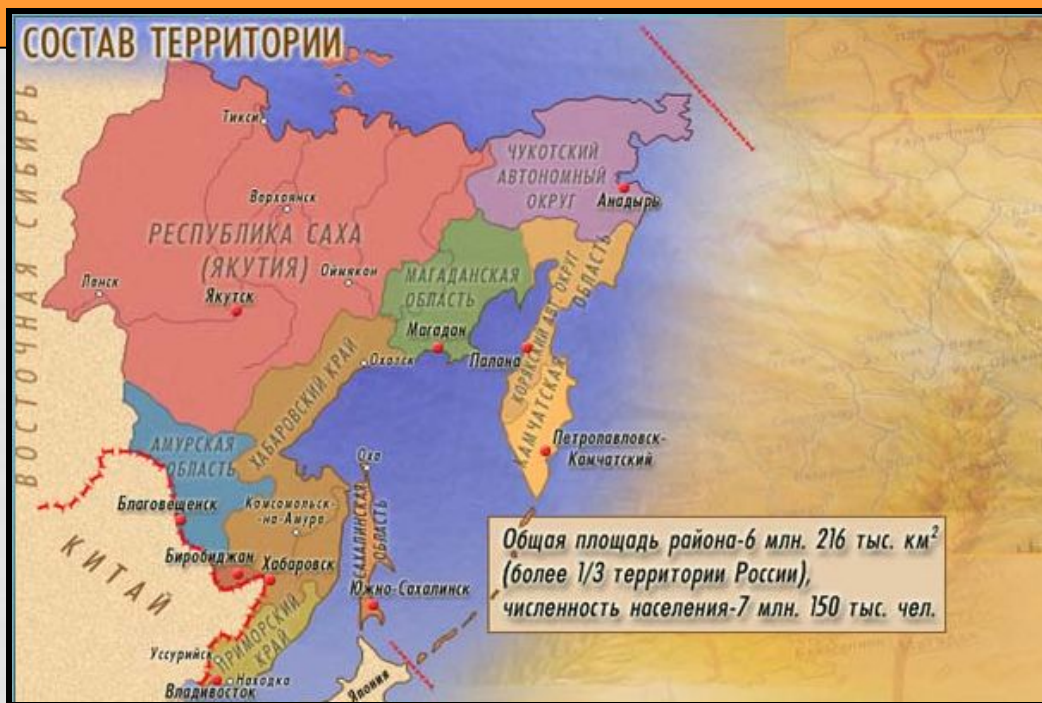 СОСТАВ ТЕРРИТОРИИ
ВОСТОЧНАЯ СИБИРЬ
Тикси
ЧУКОТСКИЙ
АВТОНОМНЫЙ
ОКРУГ
Анадырь
Верхоянск
РЕСПУБЛИКА САХА
(ЯКУТИЯ)
Оймякон
Ленск
Якутск
МАГАДАНСКАЯ
ОБЛАСТЬ
Магадан
Охотск
Палана
КОРЯКСКИЙ АВТ. ОКРУГ
КАМЧАТСКАЯ
ОБЛАСТЬ
ХАБАРОВСКИЙ КРАЙ
Петропавловск-
Камчатский
АМУРСКАЯ
ОБЛАСТЬ
Оха
САХАЛИНСКАЯ
ОБЛАСТЬ
Благовещенск
Комсомольск-
-на-Амуре
КИТАЙ
Биробиджан
Хабаровск
Южно-Сахалинск
ПРИМОРСКИЙ
КРАЙ
Уссурийск
Находка
Владивосток
Япония
Общая площадь района-6 млн. 216 тыс. км²
(более 1/3 территории России),
численность населения-7 млн. 150 тыс. чел.